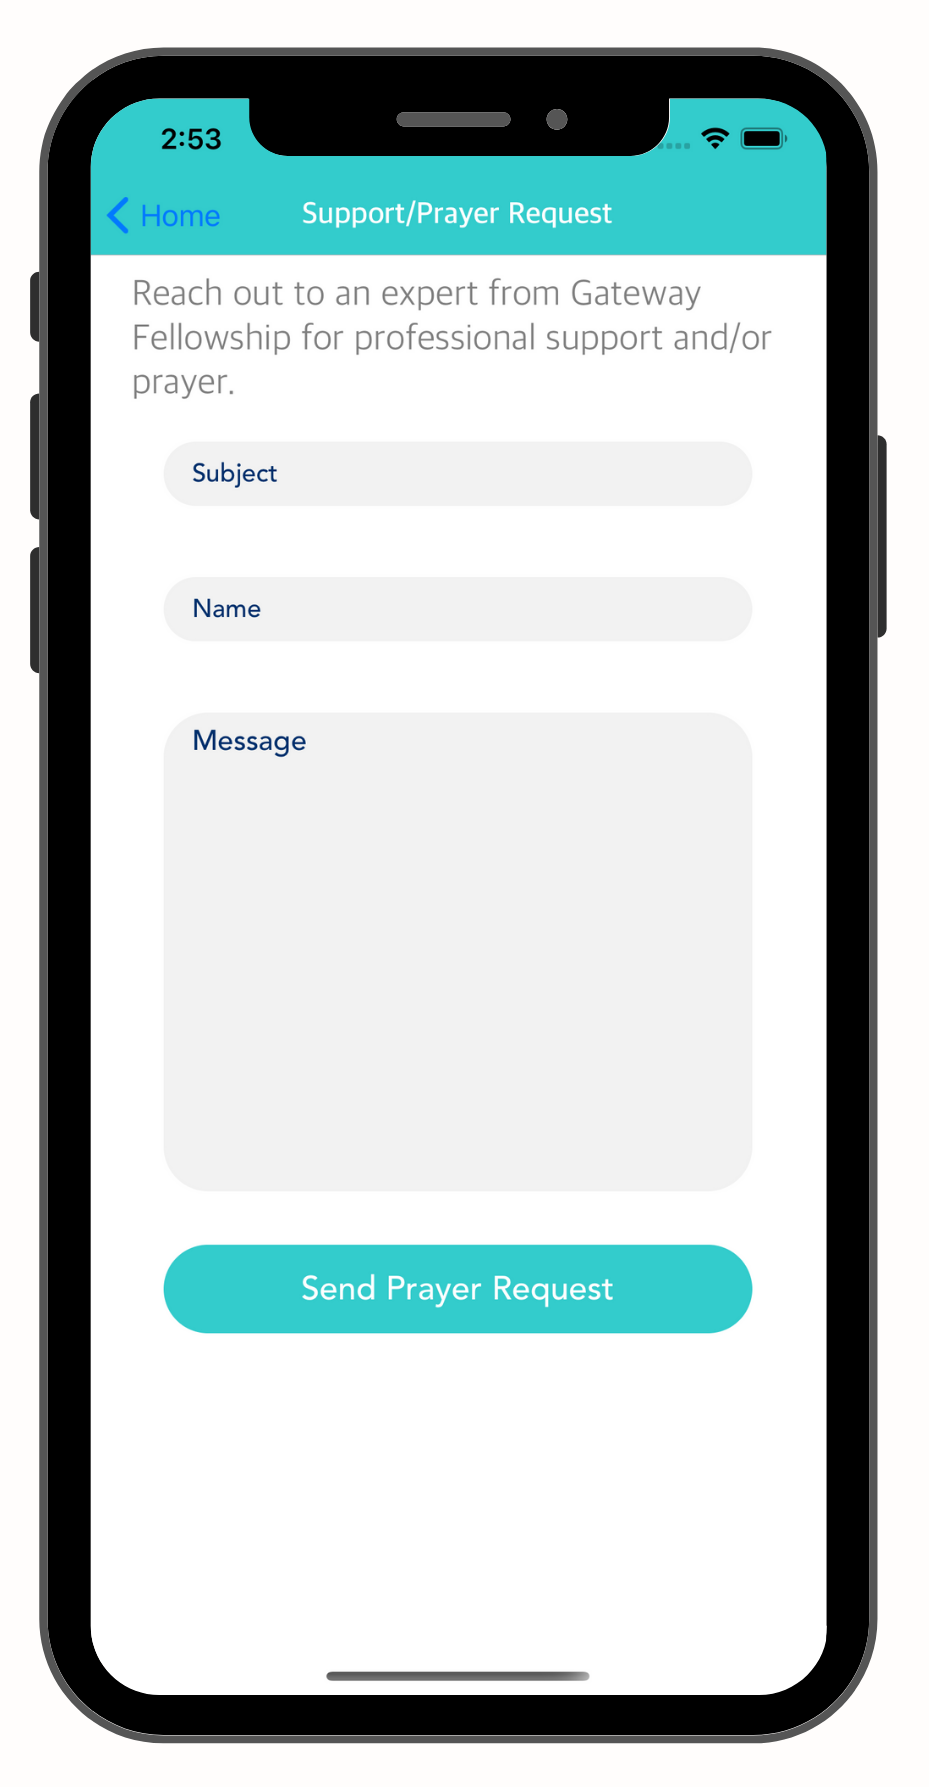 2:53
Home
Support/Prayer Request
Reach out to an expert from Gateway
Fellowship for professional support and/or
prayer.
Subject
Name
Message
Send Prayer Request